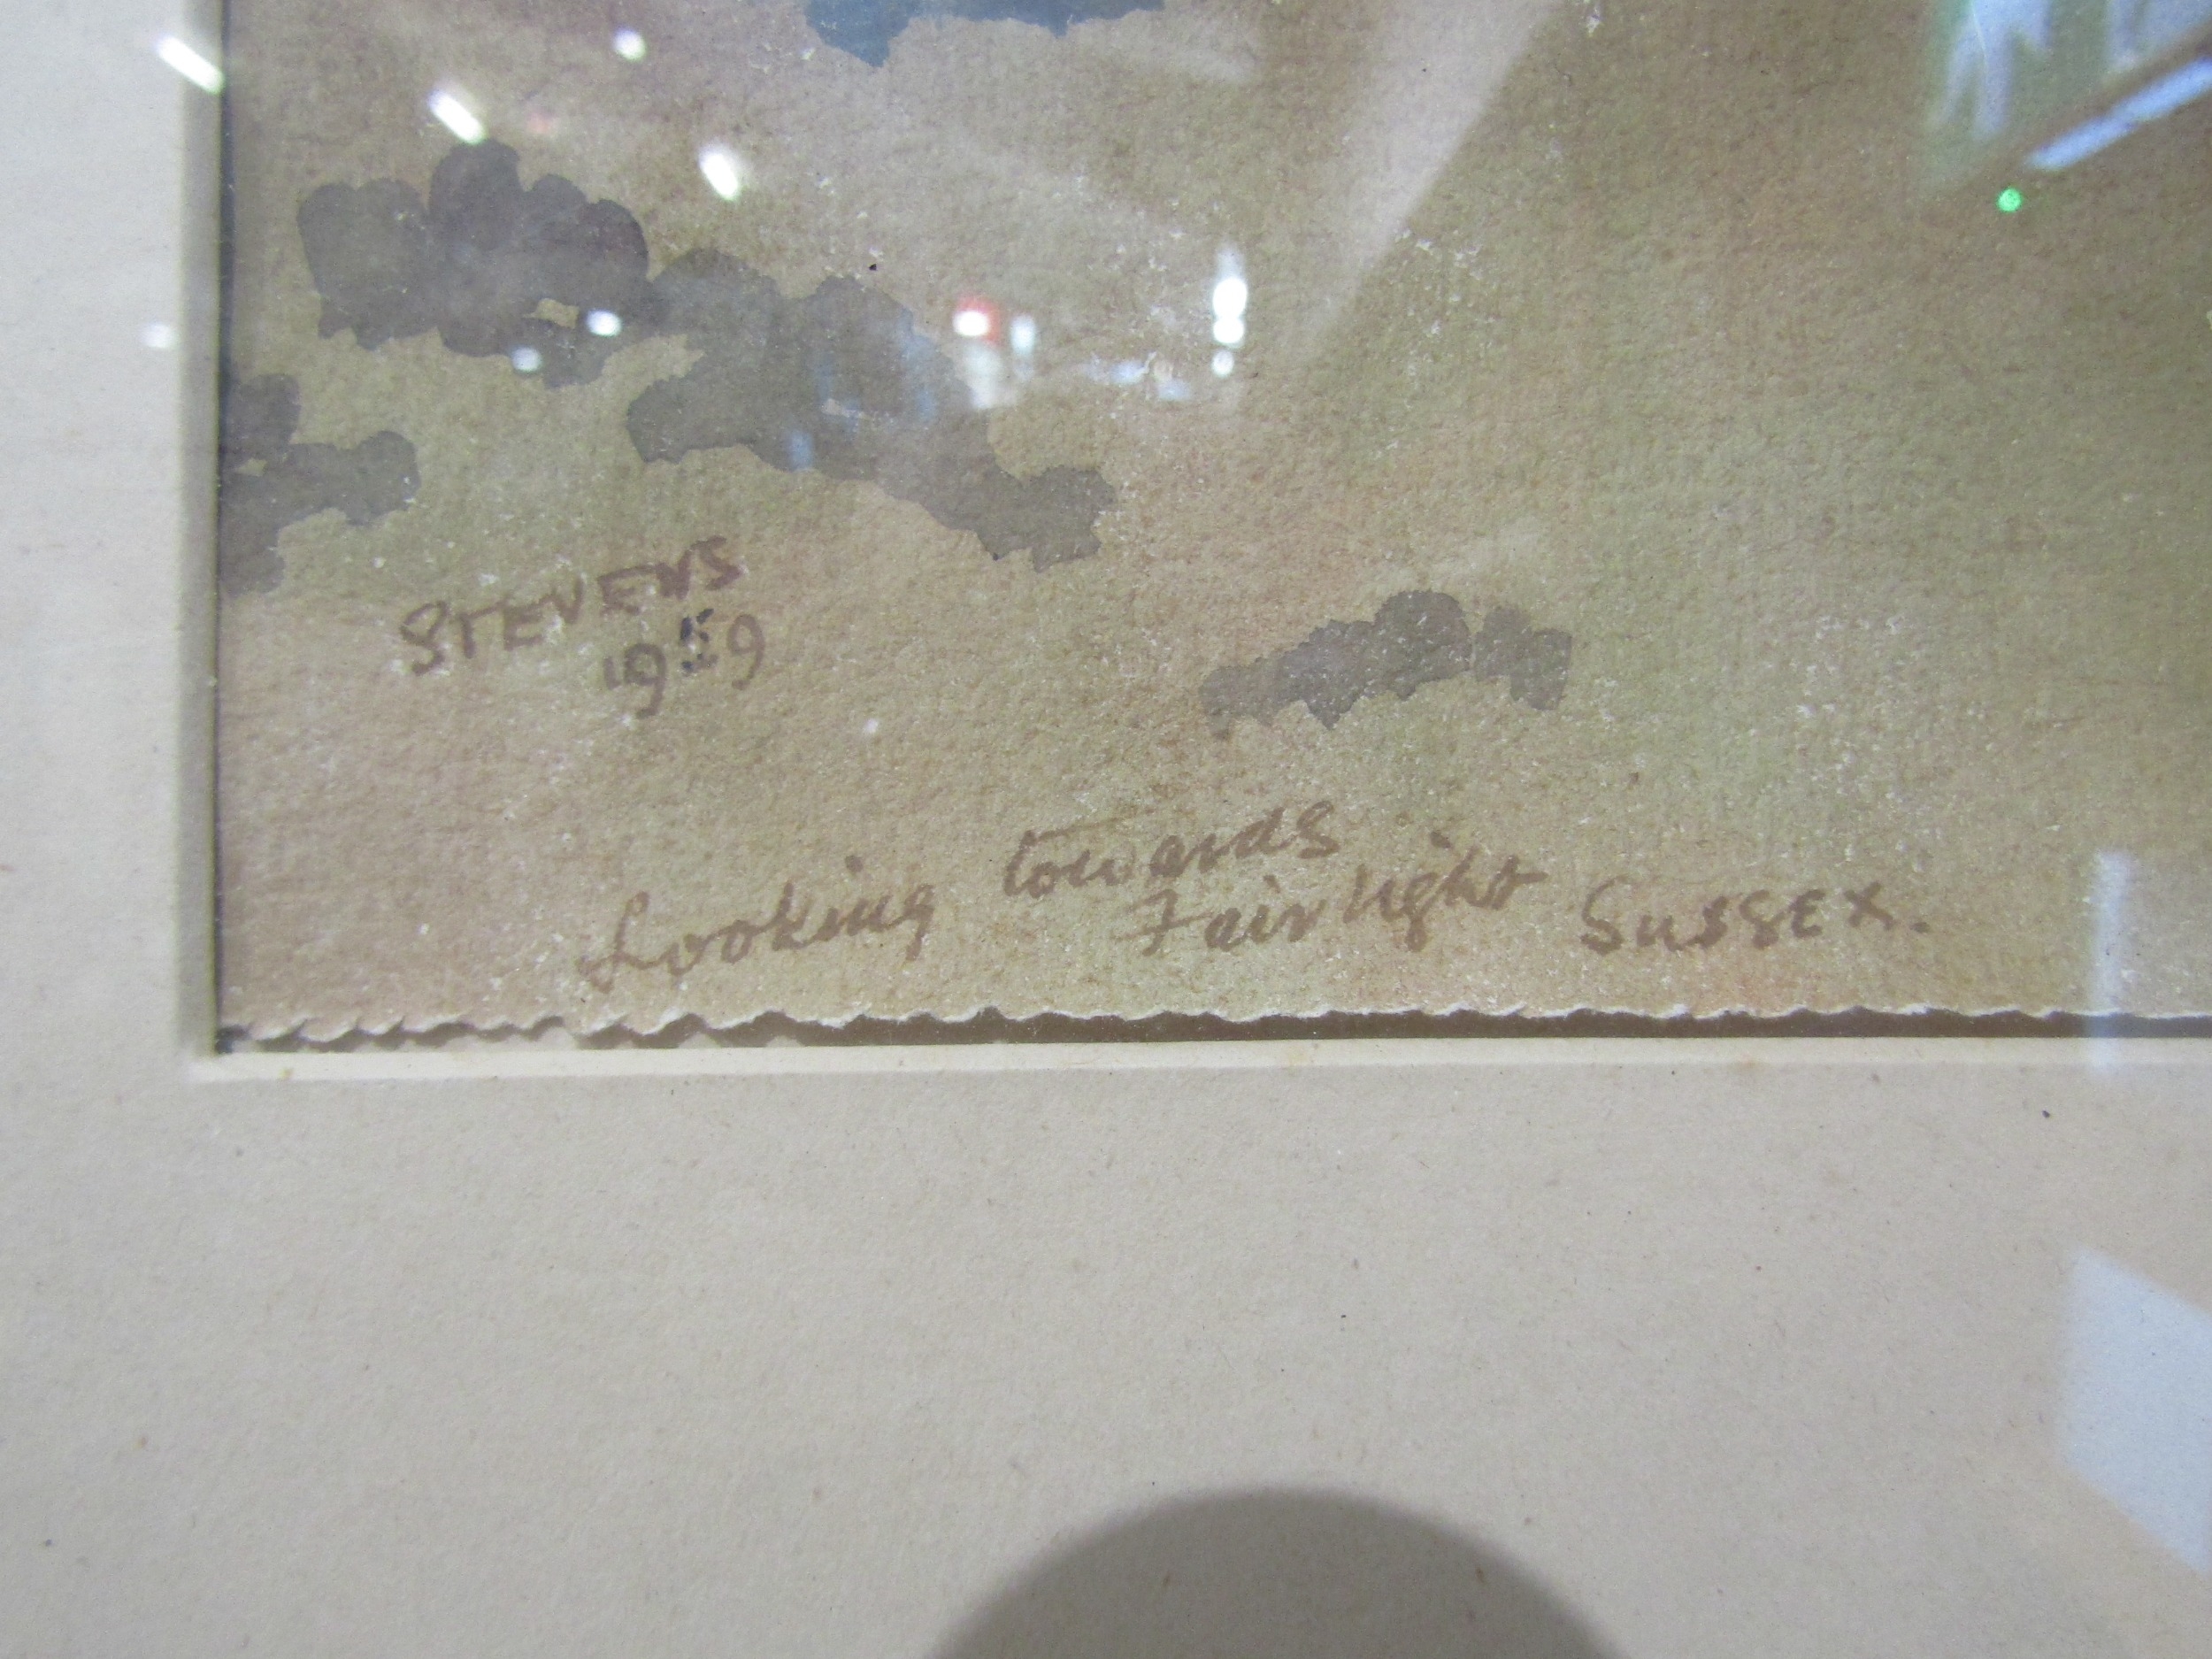 STEVENS
1959
Looking towards
Fairlight SUSSEX.